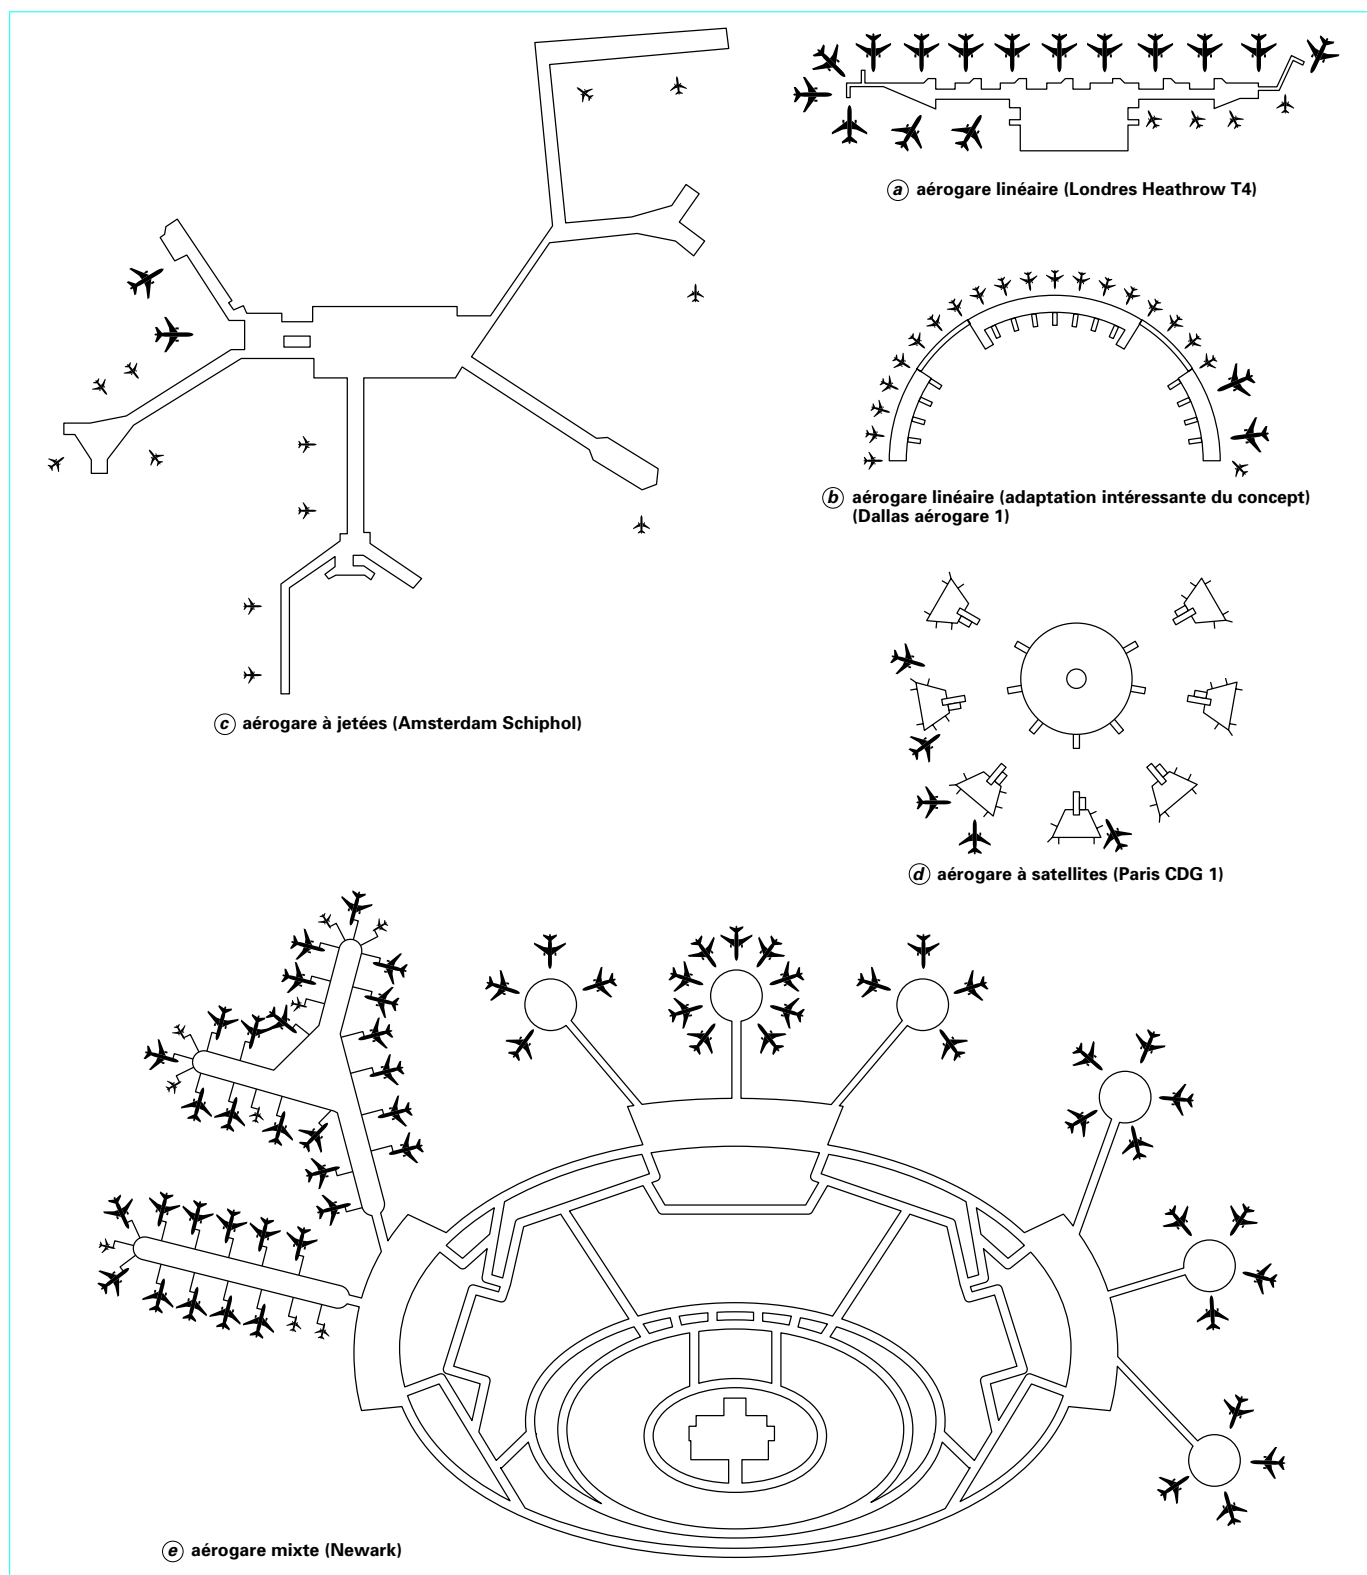 a aérogare linéaire (Londres Heathrow T4)
b aérogare linéaire (adaptation intéressante du concept)
(Dallas aérogare 1)
c aérogare à jetées (Amsterdam Schiphol)
d aérogare à satellites (Paris CDG 1)
e aérogare mixte (Newark)